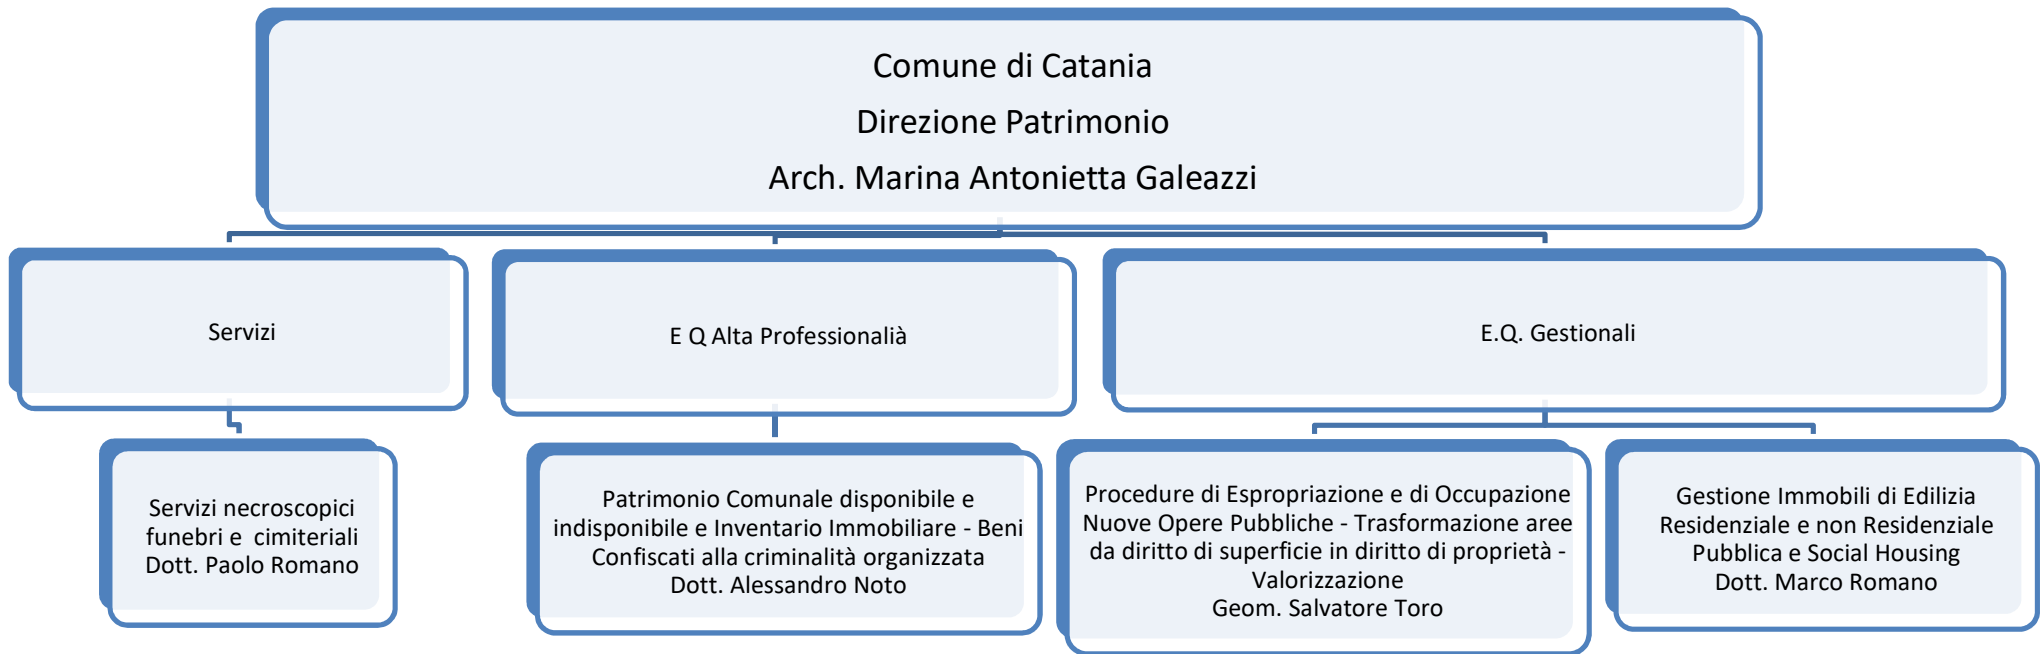 Comune di Catania
Direzione Patrimonio
Arch. Marina Antonietta Galeazzi
Servizi
E Q Alta Professionalià
E.Q. Gestionali
Servizi necroscopici
funebri e  cimiteriali
Dott. Paolo Romano
Patrimonio Comunale disponibile e
indisponibile e Inventario Immobiliare - Beni
Confiscati alla criminalità organizzata
Dott. Alessandro Noto
Procedure di Espropriazione e di Occupazione
Nuove Opere Pubbliche - Trasformazione aree
da diritto di superficie in diritto di proprietà -
Valorizzazione
Geom. Salvatore Toro
Gestione Immobili di Edilizia
Residenziale e non Residenziale
Pubblica e Social Housing
Dott. Marco Romano